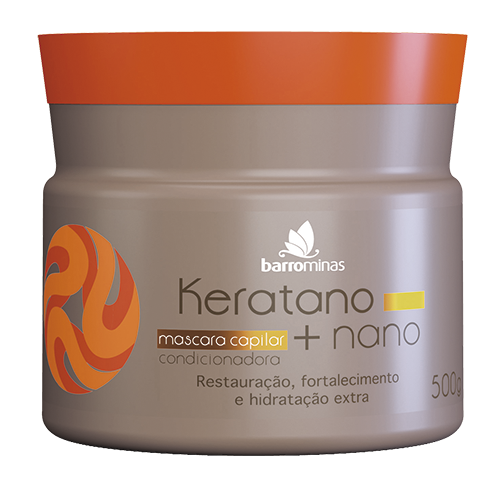 barrominas
Keratano
mascara capilar + nano
condicionadora
Restauração, fortalecimento
e hidratação extra
500g